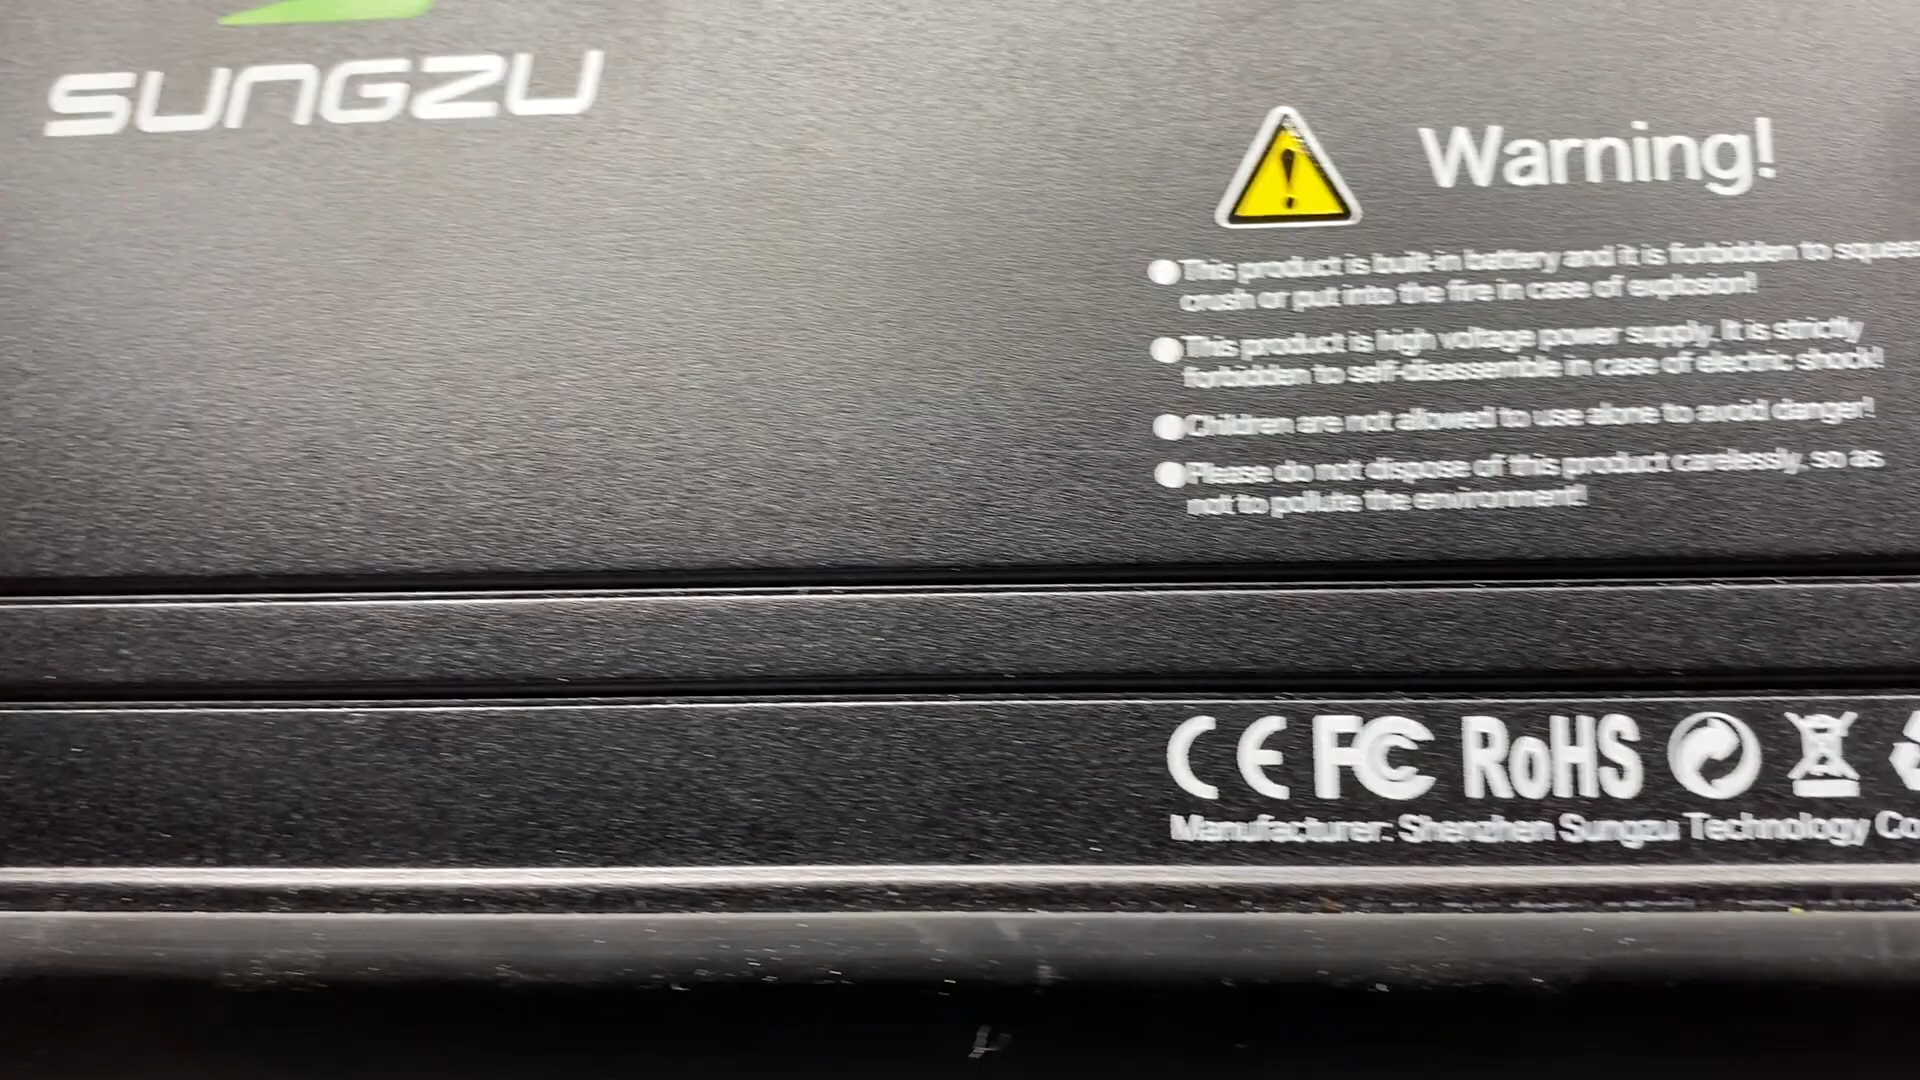 SUNGZU
Warning!
This product is built-in battery and it is forbidden to
crush or put into the fire in case of explosion!
This product is high voltage power supply. It is strictly
forbidden to self-disassemble in case of electric shock!
Children are not allowed to use alone to avoid danger!
Please do not dispose of this product carelessly, so as
not to pollute the environment!
CE FC RoHS
Manufacturer: Shenzhen Sungzu Technology Co